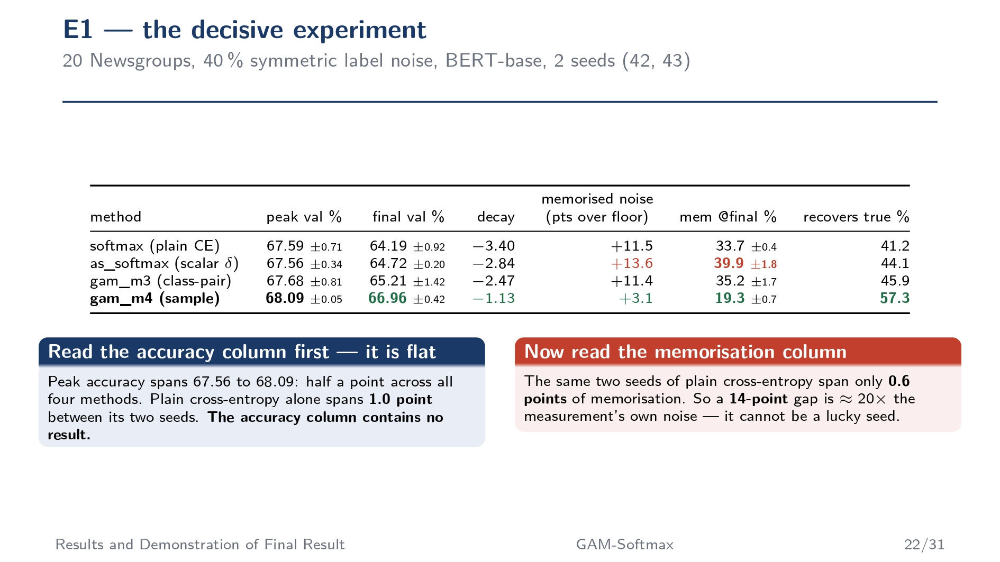 E1 — the decisive experiment
20 Newsgroups, 40 % symmetric label noise, BERT-base, 2 seeds (42, 43)
method peak val % final val % decay memorised noise (pts over floor) mem @final % recovers true %
softmax (plain CE) 67.59 ±0.71 64.19 ±0.92 −3.40 +11.5 33.7 ±0.4 41.2
as_softmax (scalar δ) 67.56 ±0.34 64.72 ±0.20 −2.84 +13.6 39.9 ±1.8 44.1
gam_m3 (class-pair) 67.68 ±0.81 65.21 ±1.42 −2.47 +11.4 35.2 ±1.7 45.9
gam_m4 (sample) 68.09 ±0.05 66.96 ±0.42 −1.13 +3.1 19.3 ±0.7 57.3
Read the accuracy column first — it is flat
Peak accuracy spans 67.56 to 68.09: half a point across all
four methods. Plain cross-entropy alone spans 1.0 point
between its two seeds. The accuracy column contains no
result.
Now read the memorisation column
The same two seeds of plain cross-entropy span only 0.6
points of memorisation. So a 14-point gap is ≈ 20× the
measurement's own noise — it cannot be a lucky seed.
Results and Demonstration of Final Result GAM-Softmax 22/31